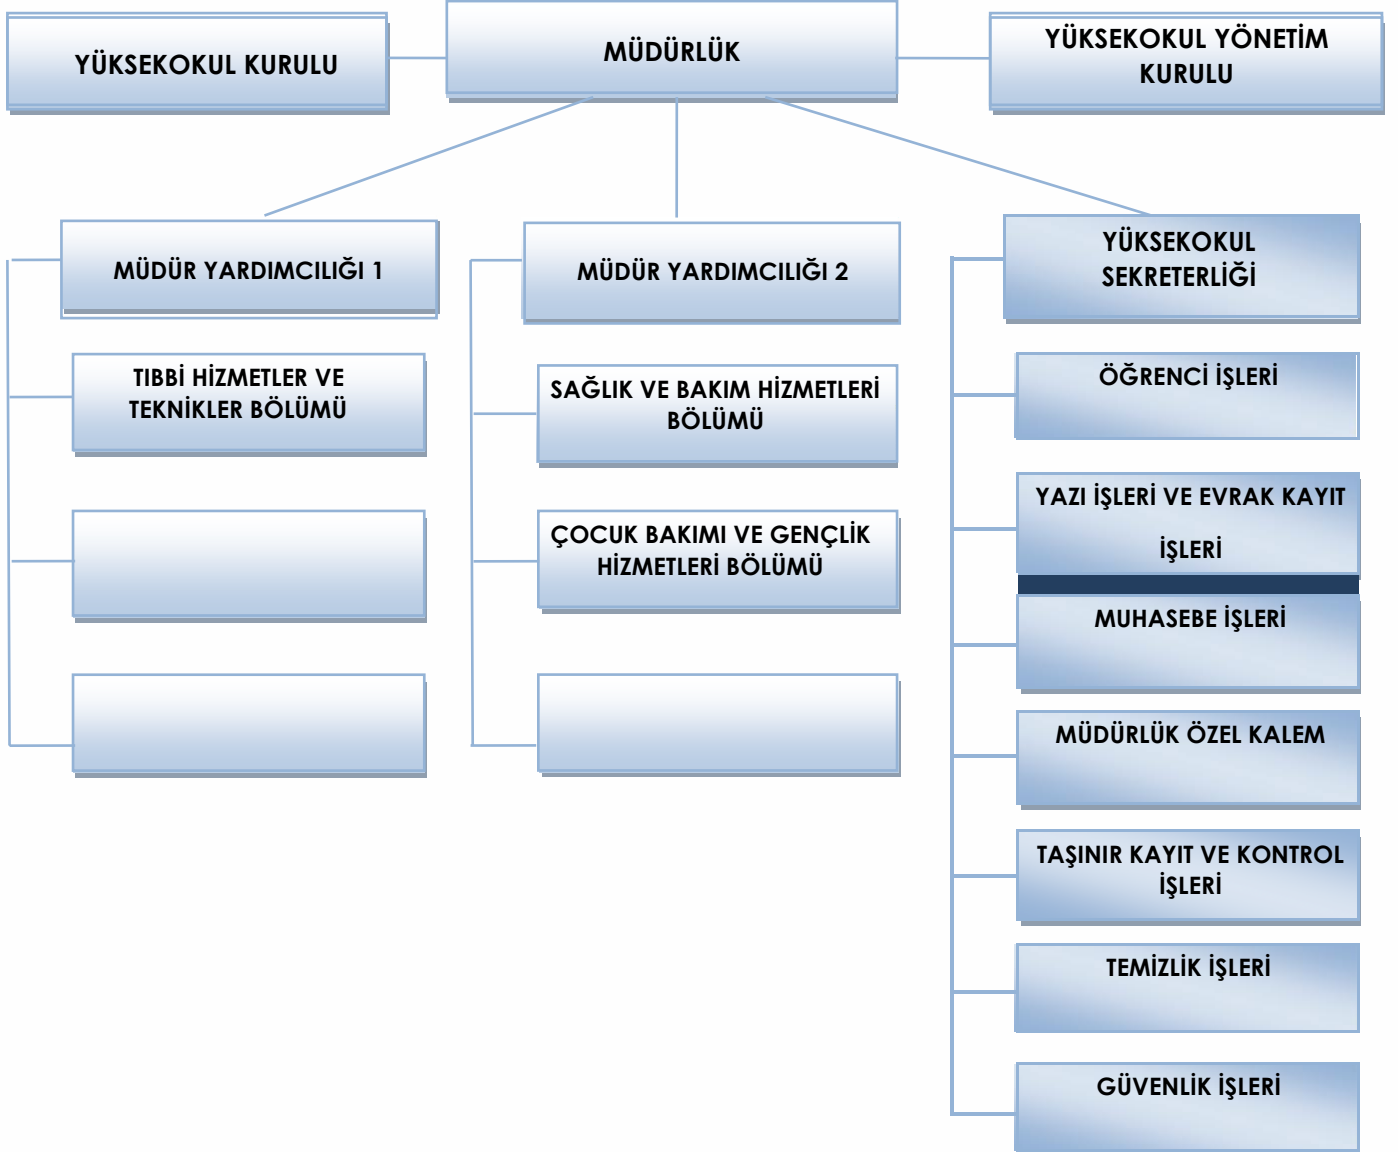 YÜKSEKOKUL KURULU
MÜDÜRLÜK
YÜKSEKOKUL YÖNETİM
KURULU
MÜDÜR YARDIMCILIĞI 1
TIBBİ HİZMETLER VE
TEKNİKLER BÖLÜMÜ
MÜDÜR YARDIMCILIĞI 2
SAĞLIK VE BAKIM HİZMETLERİ
BÖLÜMÜ
ÇOCUK BAKIMI VE GENÇLİK
HİZMETLERİ BÖLÜMÜ
YÜKSEKOKUL
SEKRETERLİĞİ
ÖĞRENCİ İŞLERİ
YAZI İŞLERİ VE EVRAK KAYIT
İŞLERİ
MUHASEBE İŞLERİ
MÜDÜRLÜK ÖZEL KALEM
TAŞINIR KAYIT VE KONTROL
İŞLERİ
TEMİZLİK İŞLERİ
GÜVENLİK İŞLERİ